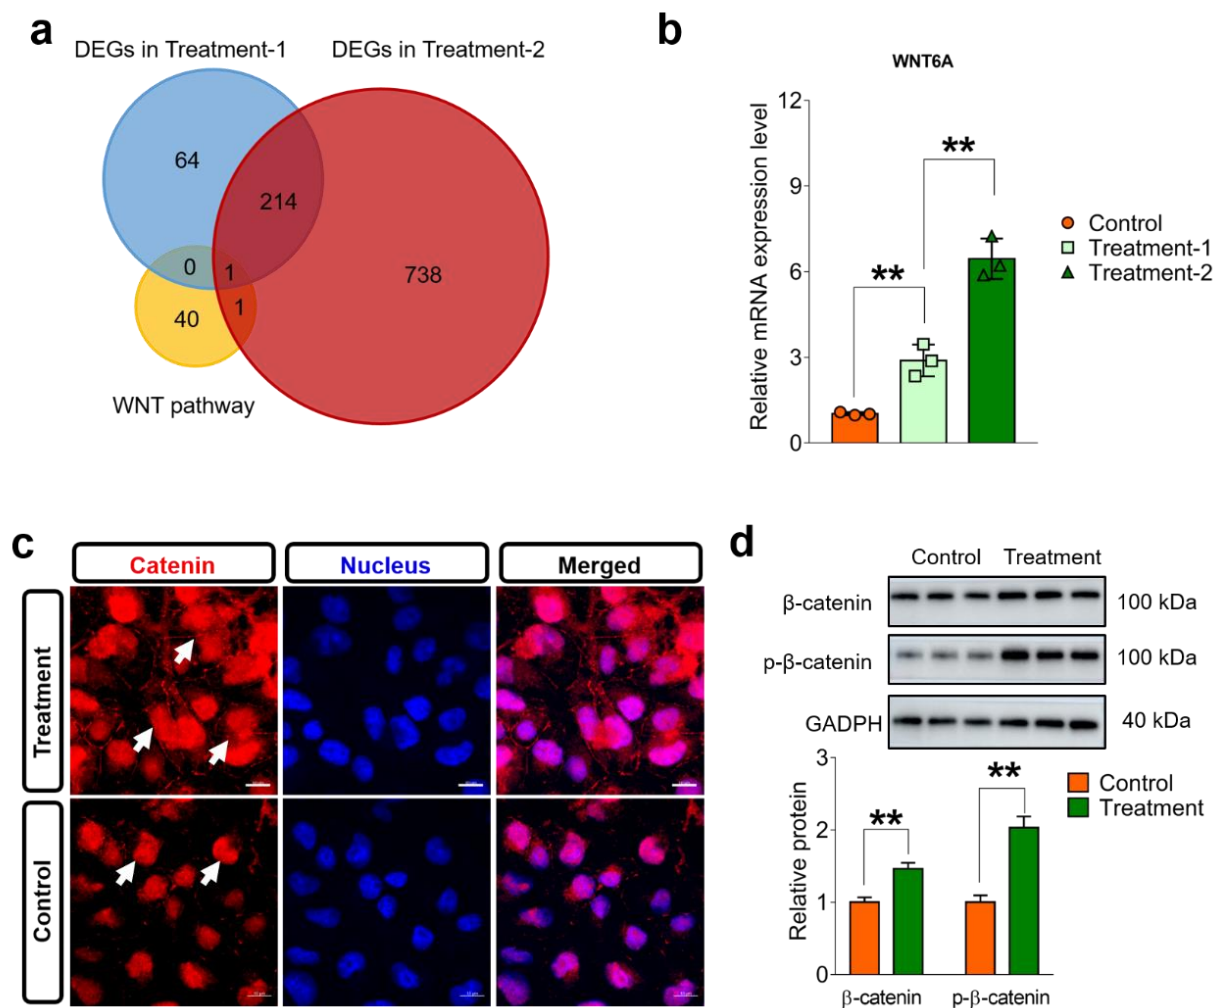 a
DEGs in Treatment-1
DEGs in Treatment-2
64
214
738
0
1
1
40
WNT pathway
b
WNT6A
Relative mRNA expression level
12
9
6
3
0
**
**
Control
Treatment-1
Treatment-2
c
Catenin
Nucleus
Merged
Treatment
Control
d
Control
Treatment
β-catenin
100 kDa
p-β-catenin
100 kDa
GADPH
40 kDa
Relative protein
3
2
1
0
**
**
Control
Treatment
β-catenin
p-β-catenin